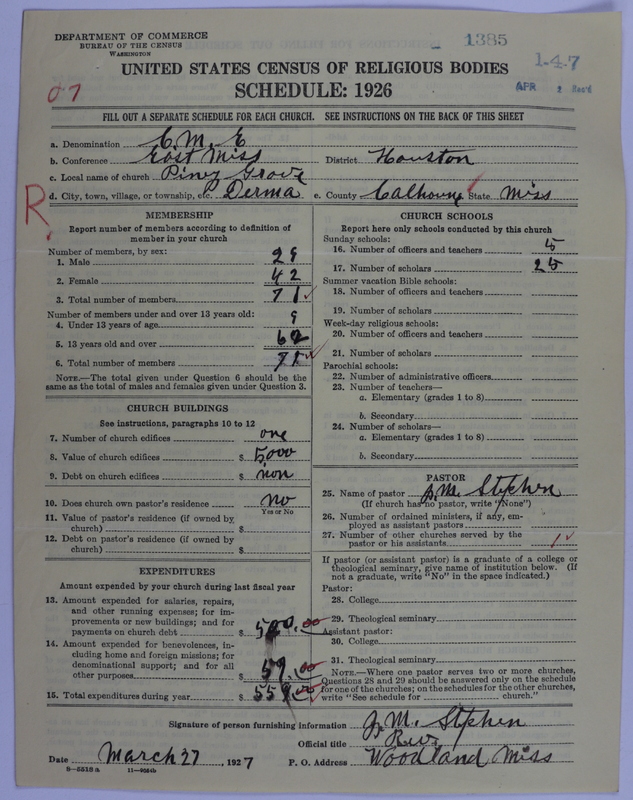 DEPARTMENT OF COMMERCE
BUREAU OF THE CENSUS
WASHINGTON
1385
1-4-7
APR 2 Rec'd
07
UNITED STATES CENSUS OF RELIGIOUS BODIES
SCHEDULE: 1926
FILL OUT A SEPARATE SCHEDULE FOR EACH CHURCH. SEE INSTRUCTIONS ON THE BACK OF THIS SHEET
a. Denomination C. M. E
b. Conference East Miss District Houston
c. Local name of church Piney Grove
d. City, town, village, or township, etc. Derma e. County Calhoune State Miss
R
MEMBERSHIP
Report number of members according to definition of
member in your church
Number of members, by sex:
1. Male 29
2. Female 42
3. Total number of members 71
Number of members under and over 13 years old:
4. Under 13 years of age 9
5. 13 years old and over 62
6. Total number of members 71
NOTE.—The total given under Question 6 should be the
same as the total of males and females given under Question 3.
CHURCH BUILDINGS
See instructions, paragraphs 10 to 12
7. Number of church edifices one
8. Value of church edifices $ 5,000
9. Debt on church edifices $ non
10. Does church own pastor's residence no
Yes or No
11. Value of pastor's residence (if owned by
church) $
12. Debt on pastor's residence (if owned by
church) $
EXPENDITURES
Amount expended by your church during last fiscal year
13. Amount expended for salaries, repairs,
and other running expenses; for im-
provements or new buildings; and for
payments on church debt $ 500.00
14. Amount expended for benevolences, in-
cluding home and foreign missions; for
denominational support; and for all
other purposes $ 59.00
15. Total expenditures during year $ 559.00
CHURCH SCHOOLS
Report here only schools conducted by this church
Sunday schools:
16. Number of officers and teachers 5
17. Number of scholars 25
Summer vacation Bible schools:
18. Number of officers and teachers
19. Number of scholars
Week-day religious schools:
20. Number of officers and teachers
21. Number of scholars
Parochial schools:
22. Number of administrative officers
23. Number of teachers—
a. Elementary (grades 1 to 8)
b. Secondary
24. Number of scholars—
a. Elementary (grades 1 to 8)
b. Secondary
PASTOR
25. Name of pastor J. M. Stephen
(If church has no pastor, write "None")
26. Number of ordained ministers, if any, em-
ployed as assistant pastors
27. Number of other churches served by the
pastor or his assistants 1
If pastor (or assistant pastor) is a graduate of a college or
theological seminary, give name of institution below. (If
not a graduate, write "No" in the space indicated.)
Pastor:
28. College
29. Theological seminary
Assistant pastor:
30. College
31. Theological seminary
NOTE.—Where one pastor serves two or more churches,
Questions 28 and 29 should be answered only on the schedule
for one of the churches; on the schedules for the other churches,
write "See schedule for church."
Signature of person furnishing information J. M. Stephen
Official title Rev
Date March 27, 1927 P. O. Address Woodland Miss
8—5518a 11—9054b